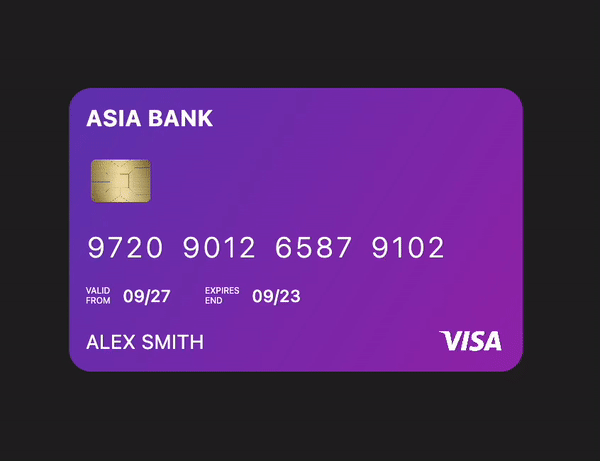 ASIA BANK
9720 9012 6587 9102
VALID FROM 09/27 EXPIRES END 09/23
ALEX SMITH VISA